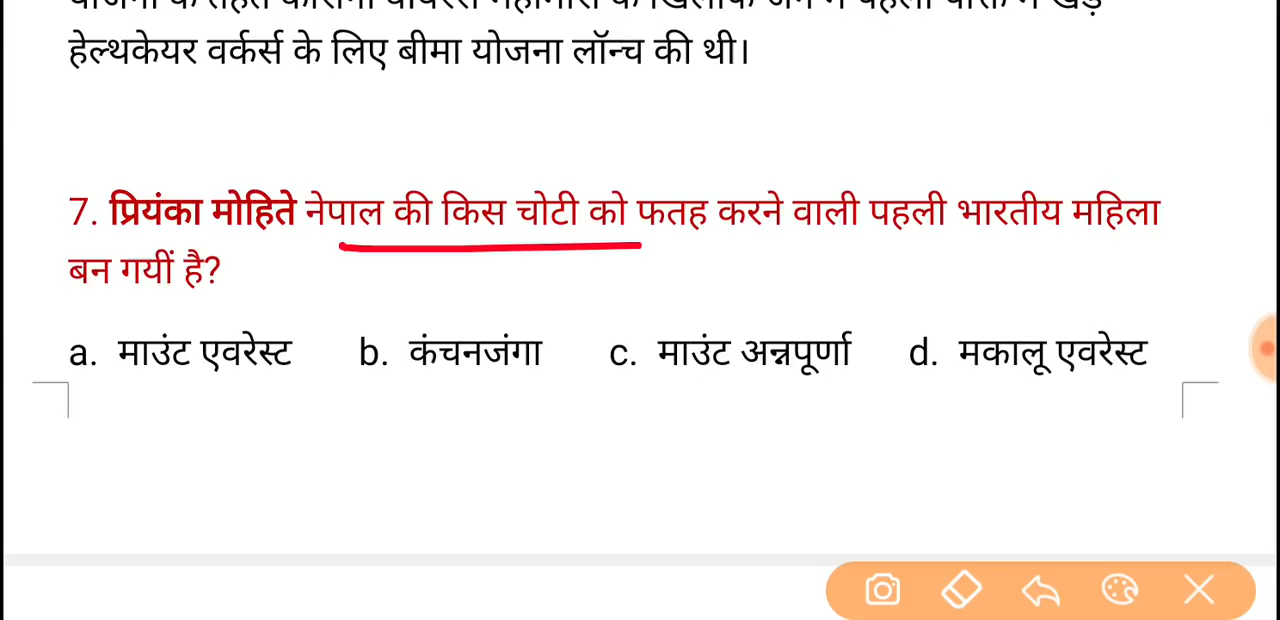 हेल्थकेयर वर्कर्स के लिए बीमा योजना लॉन्च की थी।
7. प्रियंका मोहिते नेपाल की किस चोटी को फतह करने वाली पहली भारतीय महिला
बन गयीं है?
a. माउंट एवरेस्ट b. कंचनजंगा c. माउंट अन्नपूर्णा d. मकालू एवरेस्ट